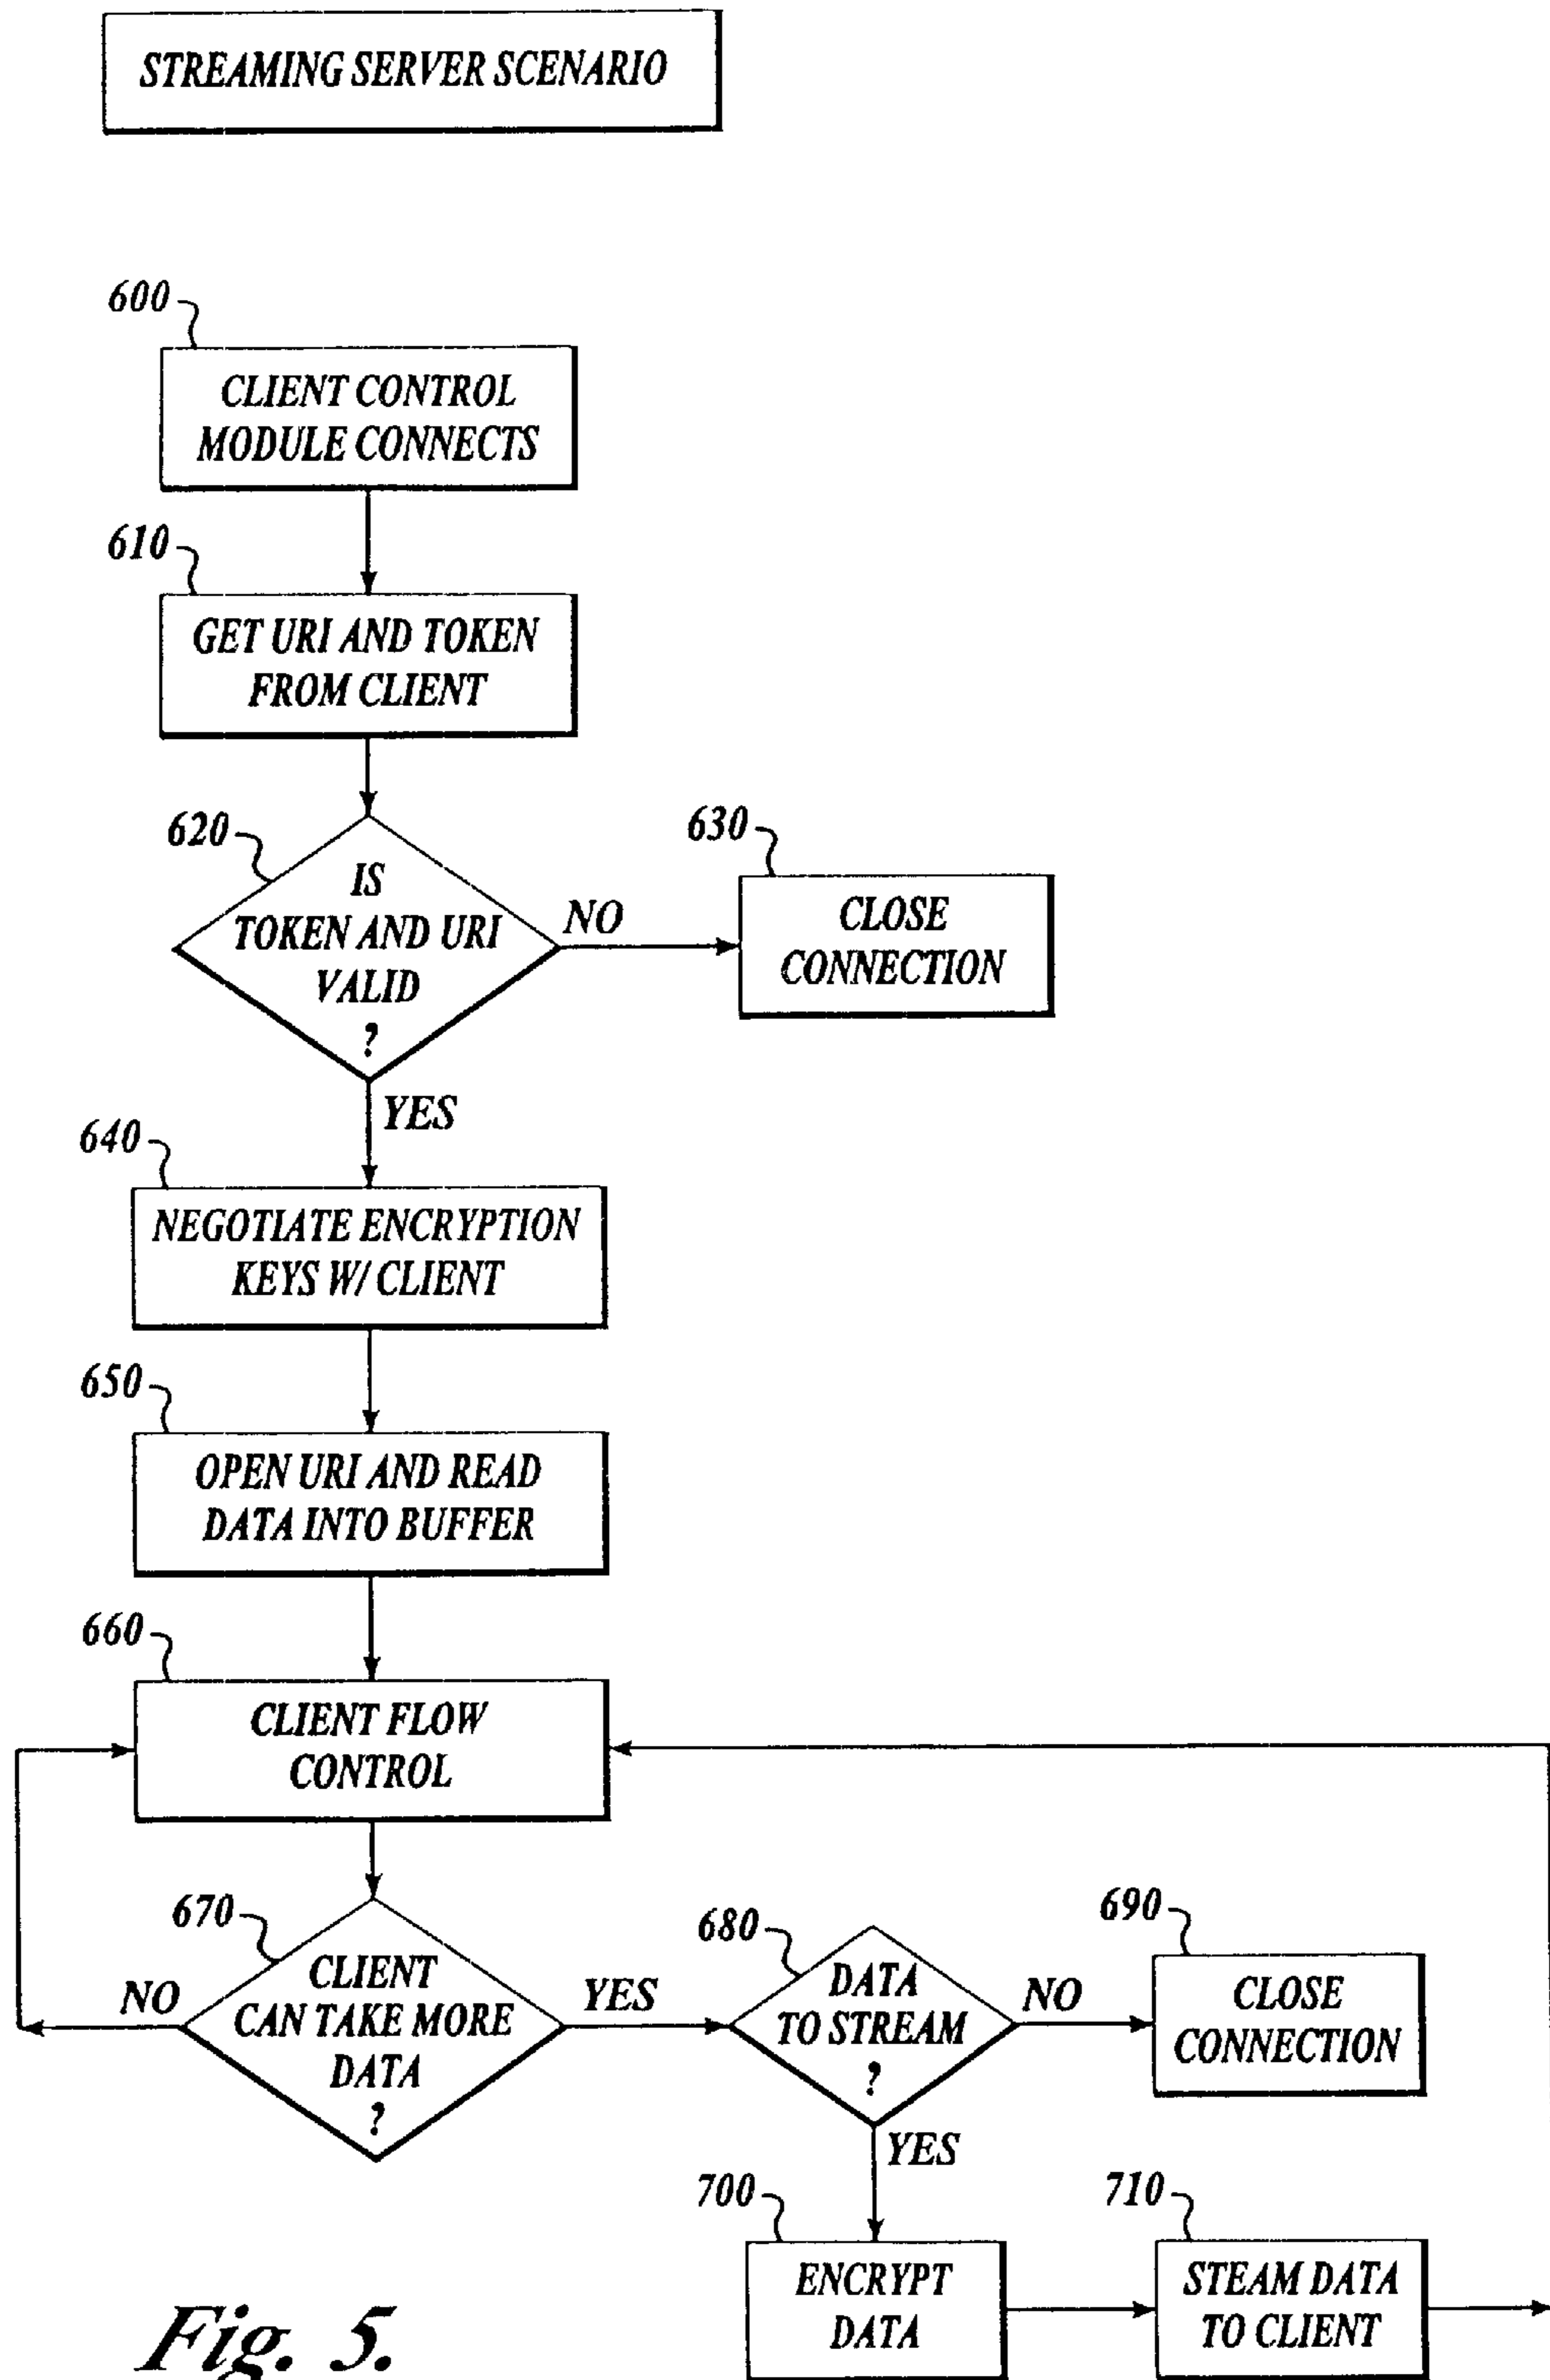 STREAMING SERVER SCENARIO
600
CLIENT CONTROL
MODULE CONNECTS
610
GET URI AND TOKEN
FROM CLIENT
620
IS
TOKEN AND URI
VALID
?
NO
630
CLOSE
CONNECTION
YES
640
NEGOTIATE ENCRYPTION
KEYS W/ CLIENT
650
OPEN URI AND READ
DATA INTO BUFFER
660
CLIENT FLOW
CONTROL
670
CLIENT
CAN TAKE MORE
DATA
?
NO
YES
680
DATA
TO STREAM
?
NO
690
CLOSE
CONNECTION
YES
700
ENCRYPT
DATA
710
STEAM DATA
TO CLIENT
Fig. 5.